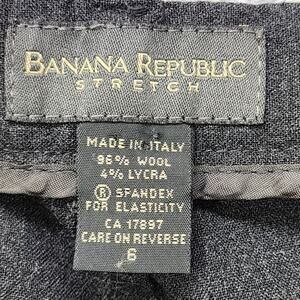 BANANA REPUBLIC
STRETCH
MADE IN ITALY
96% WOOL
4% LYCRA
® SPANDEX
FOR ELASTICITY
CA 17897
CARE ON REVERSE
6